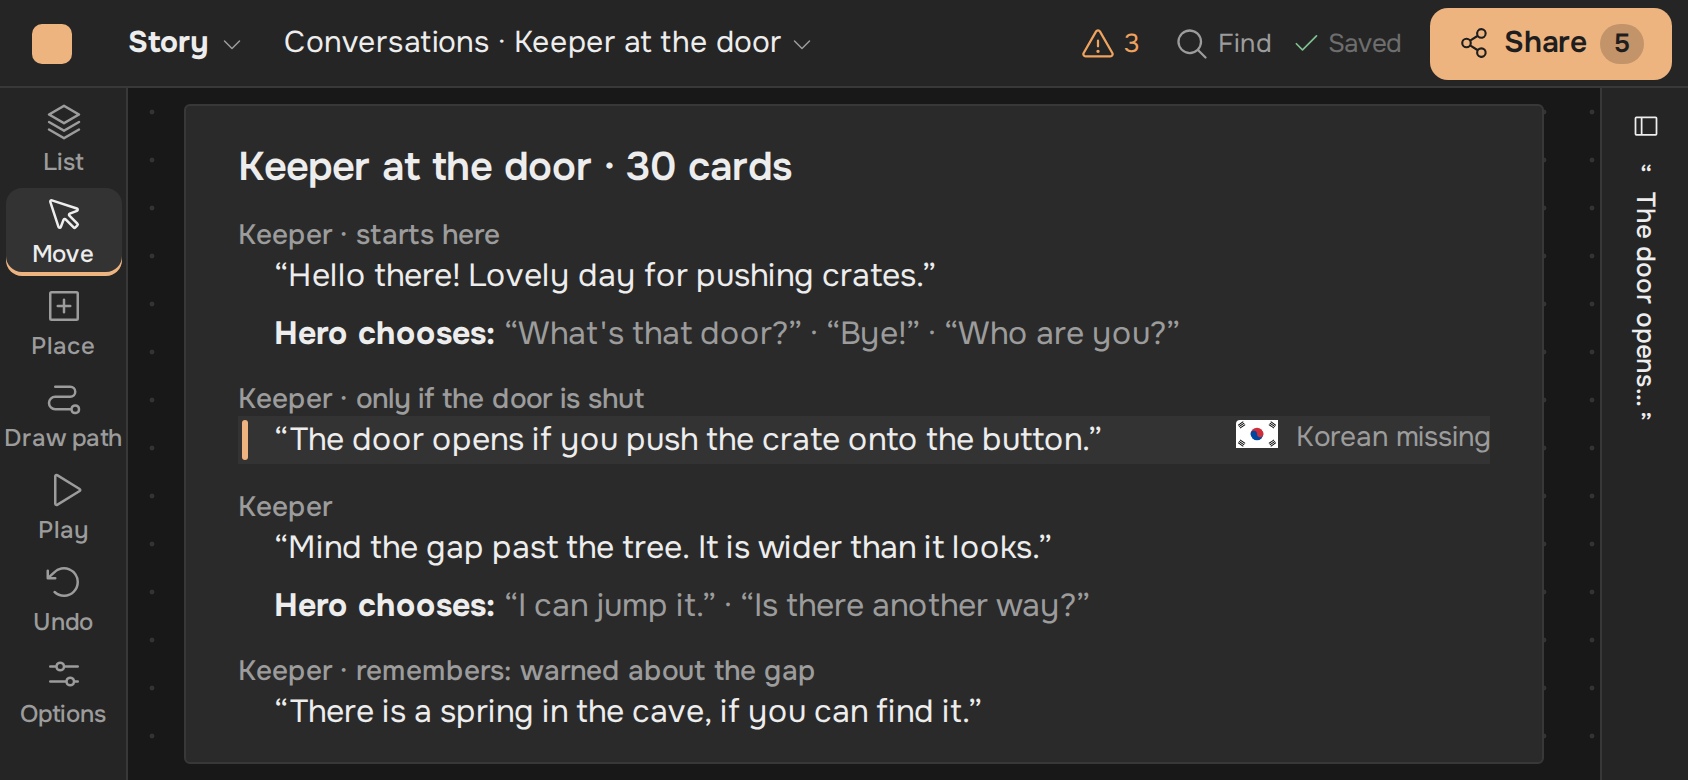 Story
Conversations · Keeper at the door
3
Find
Saved
Share 5
List
Move
Place
Draw path
Play
Undo
Options
Keeper at the door · 30 cards
Keeper · starts here
“Hello there! Lovely day for pushing crates.”
Hero chooses: “What's that door?” · “Bye!” · “Who are you?”
Keeper · only if the door is shut
“The door opens if you push the crate onto the button.”
Korean missing
Keeper
“Mind the gap past the tree. It is wider than it looks.”
Hero chooses: “I can jump it.” · “Is there another way?”
Keeper · remembers: warned about the gap
“There is a spring in the cave, if you can find it.”
“The door opens…”